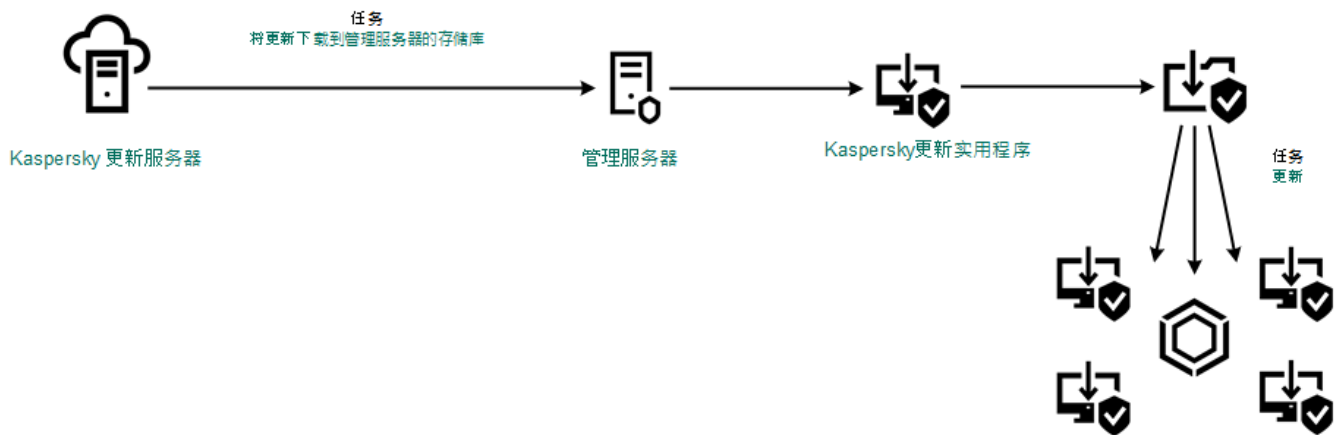 任务
将更新下载到管理服务器的存储库
Kaspersky 更新服务器
管理服务器
Kaspersky更新实用程序
任务
更新